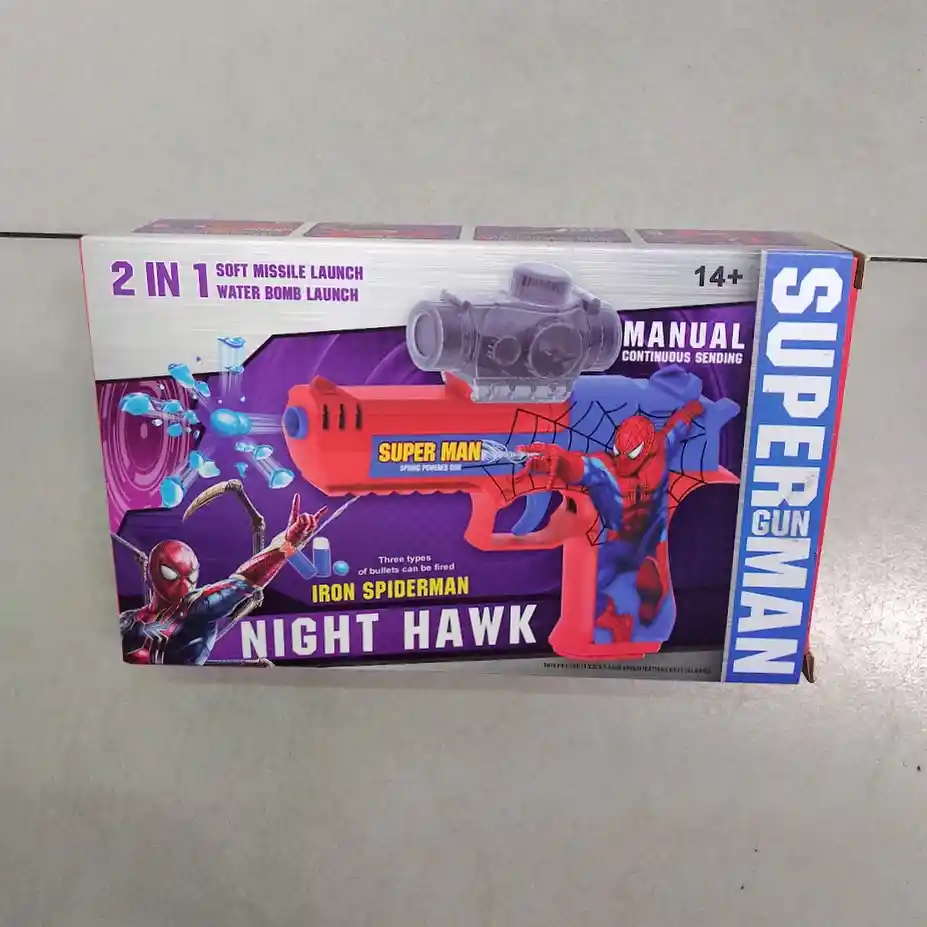 2 IN 1 SOFT MISSILE LAUNCH
WATER BOMB LAUNCH
14+
MANUAL
CONTINUOUS SENDING
SUPER MAN
SPRING POWERED GUN
Three types
of bullets can be fired
IRON SPIDERMAN
NIGHT HAWK
SUPERMAN
GUN